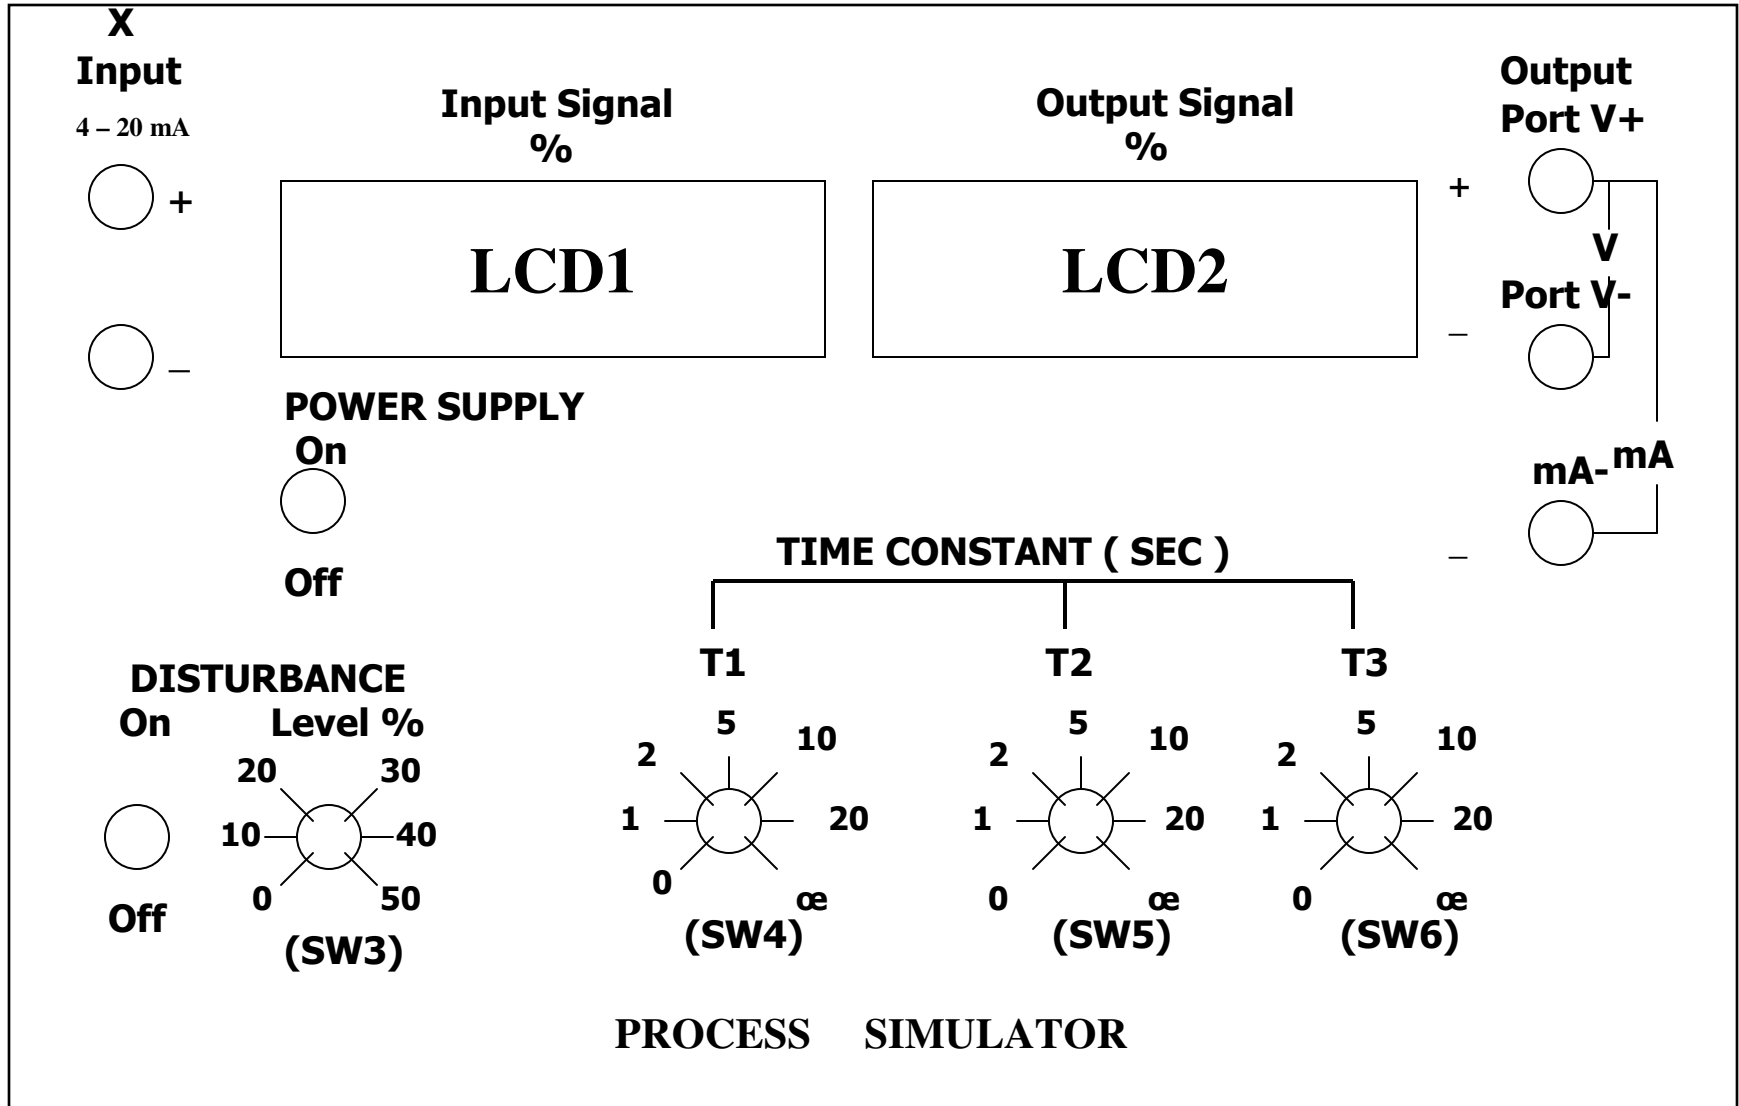 X
Input
4 – 20 mA
+
–
Input Signal
%
LCD1
Output Signal
%
LCD2
Output
Port V+
+
V
Port V-
–
mA- mA
–
POWER SUPPLY
On
Off
TIME CONSTANT ( SEC )
T1 T2 T3
DISTURBANCE
On Level %
20 30
10 40
0 50
Off
(SW3)
5
2 10
1 20
0 œ
(SW4)
5
2 10
1 20
0 œ
(SW5)
5
2 10
1 20
0 œ
(SW6)
PROCESS SIMULATOR